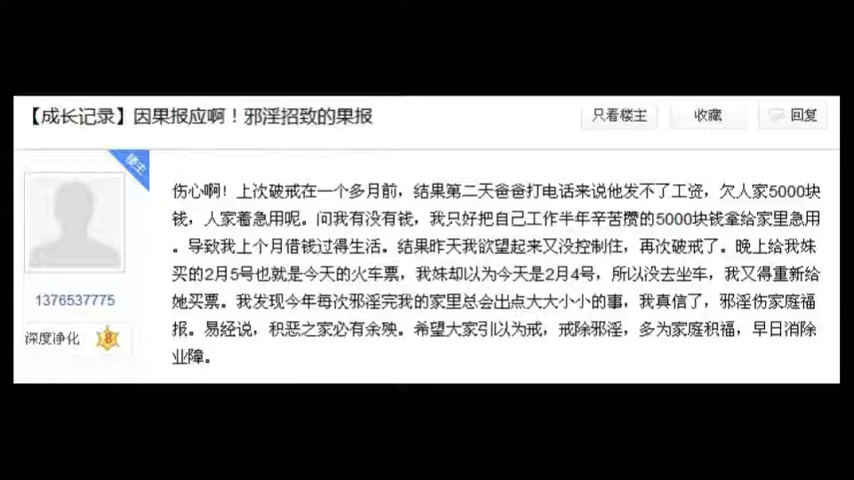 【成长记录】因果报应啊！邪淫招致的果报
只看楼主
收藏
回复
楼主
1376537775
深度净化
8
伤心啊！上次破戒在一个多月前，结果第二天爸爸打电话来说他发不了工资，欠人家5000块
钱，人家着急用呢。问我有没有钱，我只好把自己工作半年辛苦攒的5000块钱拿给家里急用
。导致我上个月借钱过得生活。结果昨天我欲望起来又没控制住，再次破戒了。晚上给我妹
买的2月5号也就是今天的火车票，我妹却以为今天是2月4号，所以没去坐车，我又得重新给
她买票。我发现今年每次邪淫完我的家里总会出点大大小小的事，我真信了，邪淫伤家庭福
报。易经说，积恶之家必有余殃。希望大家引以为戒，戒除邪淫，多为家庭积福，早日消除
业障。